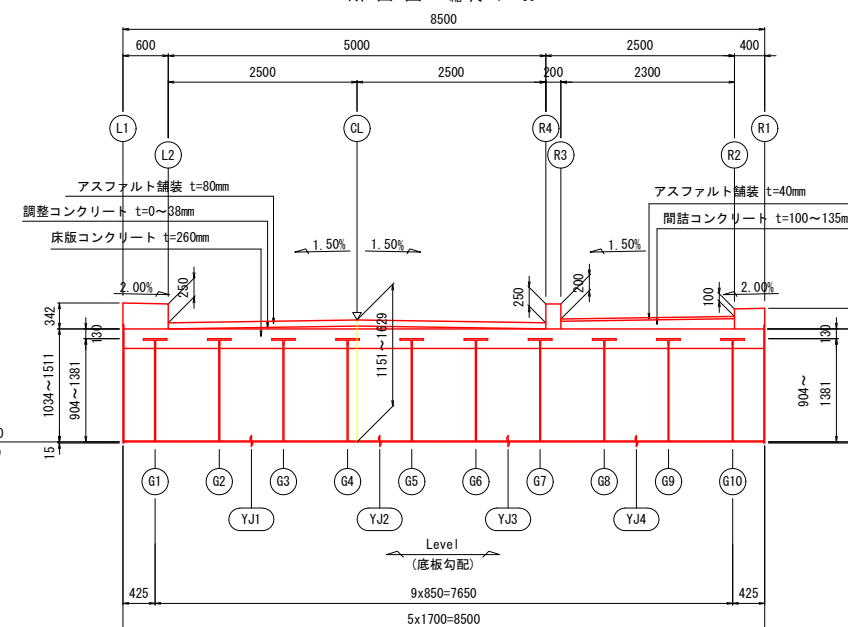 8500
600 5000 2500 400
2500 2500 200 2300
L1 CL R4 R1
L2 R3 R2
アスファルト舗装 t=80mm
アスファルト舗装 t=40mm
調整コンクリート t=0～38mm
間詰コンクリート t=100～135m
床版コンクリート t=260mm
1.50% 1.50% 1.50%
2.00% 250 250 200 100 2.00%
342 130 1151～1629 130
1034～1511 904～1381 904～
1381
15
G1 G2 G3 G4 G5 G6 G7 G8 G9 G10
YJ1 YJ2 YJ3 YJ4
Level
(底板勾配)
425 9x850=7650 425
5x1700=8500